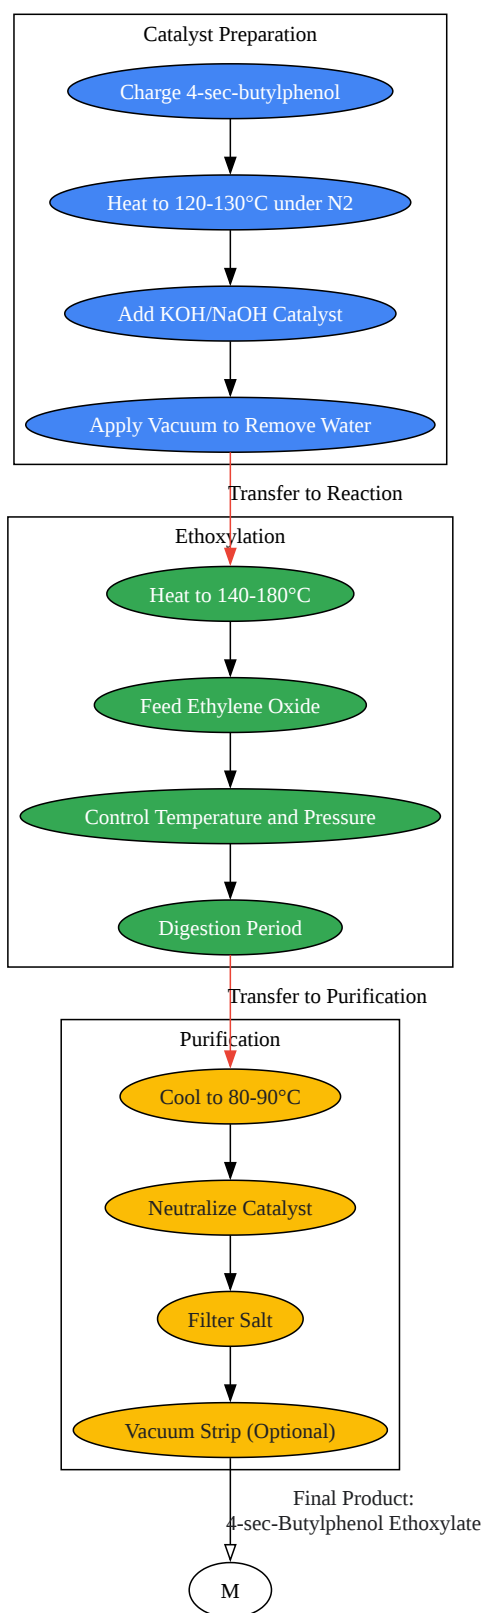 Catalyst Preparation
Charge 4-sec-butylphenol
Heat to 120-130°C under N2
Add KOH/NaOH Catalyst
Apply Vacuum to Remove Water
Transfer to Reaction
Ethoxylation
Heat to 140-180°C
Feed Ethylene Oxide
Control Temperature and Pressure
Digestion Period
Transfer to Purification
Purification
Cool to 80-90°C
Neutralize Catalyst
Filter Salt
Vacuum Strip (Optional)
Final Product:
4-sec-Butylphenol Ethoxylate
M